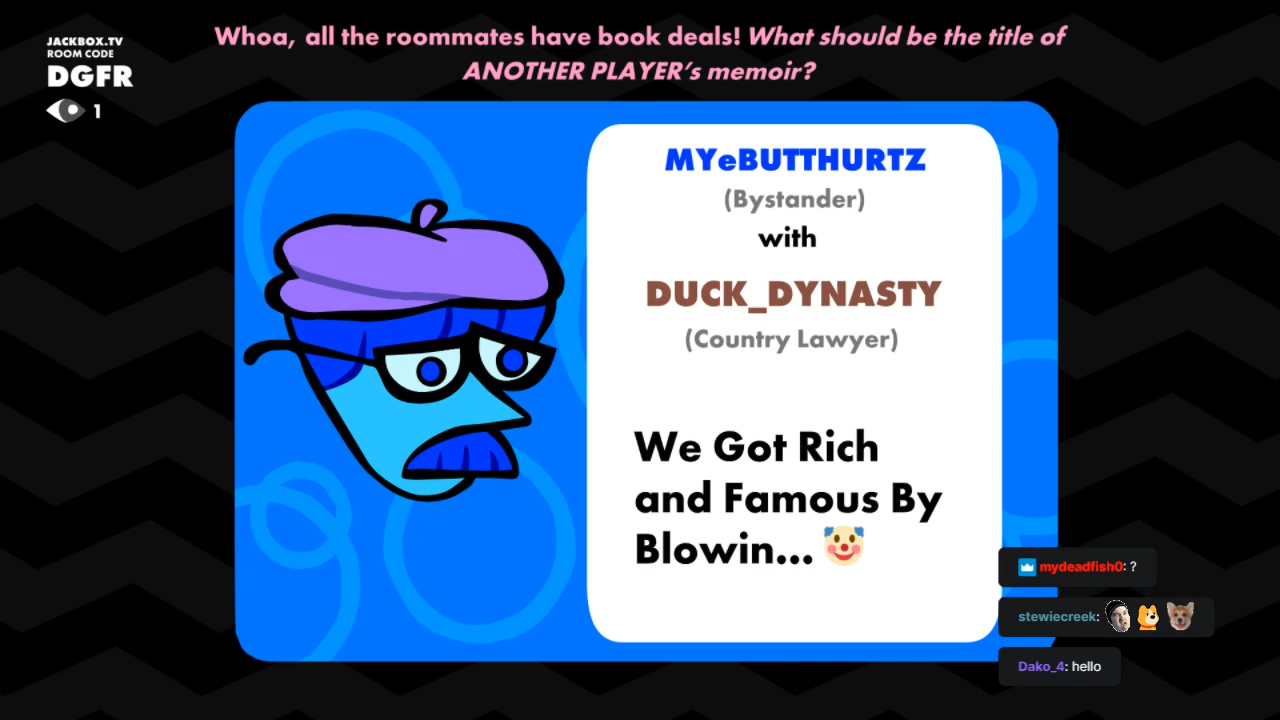 JACKBOX.TV
ROOM CODE
DGFR
1
Whoa, all the roommates have book deals! What should be the title of
ANOTHER PLAYER's memoir?
MYeBUTTHURTZ
(Bystander)
with
DUCK_DYNASTY
(Country Lawyer)
We Got Rich
and Famous By
Blowin... 🤡
mydeadfish0: ?
stewiecreek:
Dako_4: hello